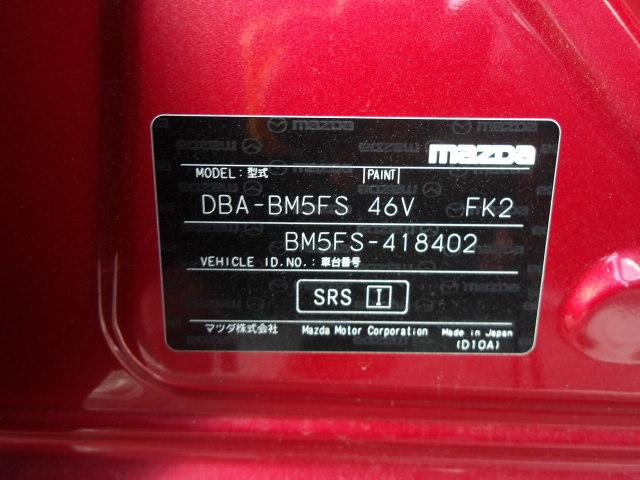 mazda
MODEL: 型式 PAINT
DBA-BM5FS 46V FK2
BM5FS-418402
VEHICLE ID.NO.: 車台番号
SRS I
マツダ株式会社 Mazda Motor Corporation Made in Japan
(D10A)